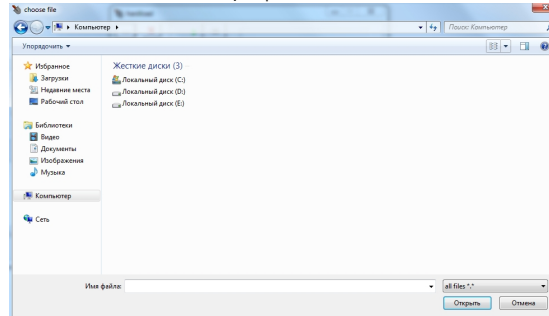 choose file
Компьютер
Поиск: Компьютер
Упорядочить
Избранное
Загрузки
Недавние места
Рабочий стол
Библиотеки
Видео
Документы
Изображения
Музыка
Компьютер
Сеть
Жесткие диски (3)
Локальный диск (C:)
Локальный диск (D:)
Локальный диск (E:)
Имя файла:
all files *.*
Открыть
Отмена